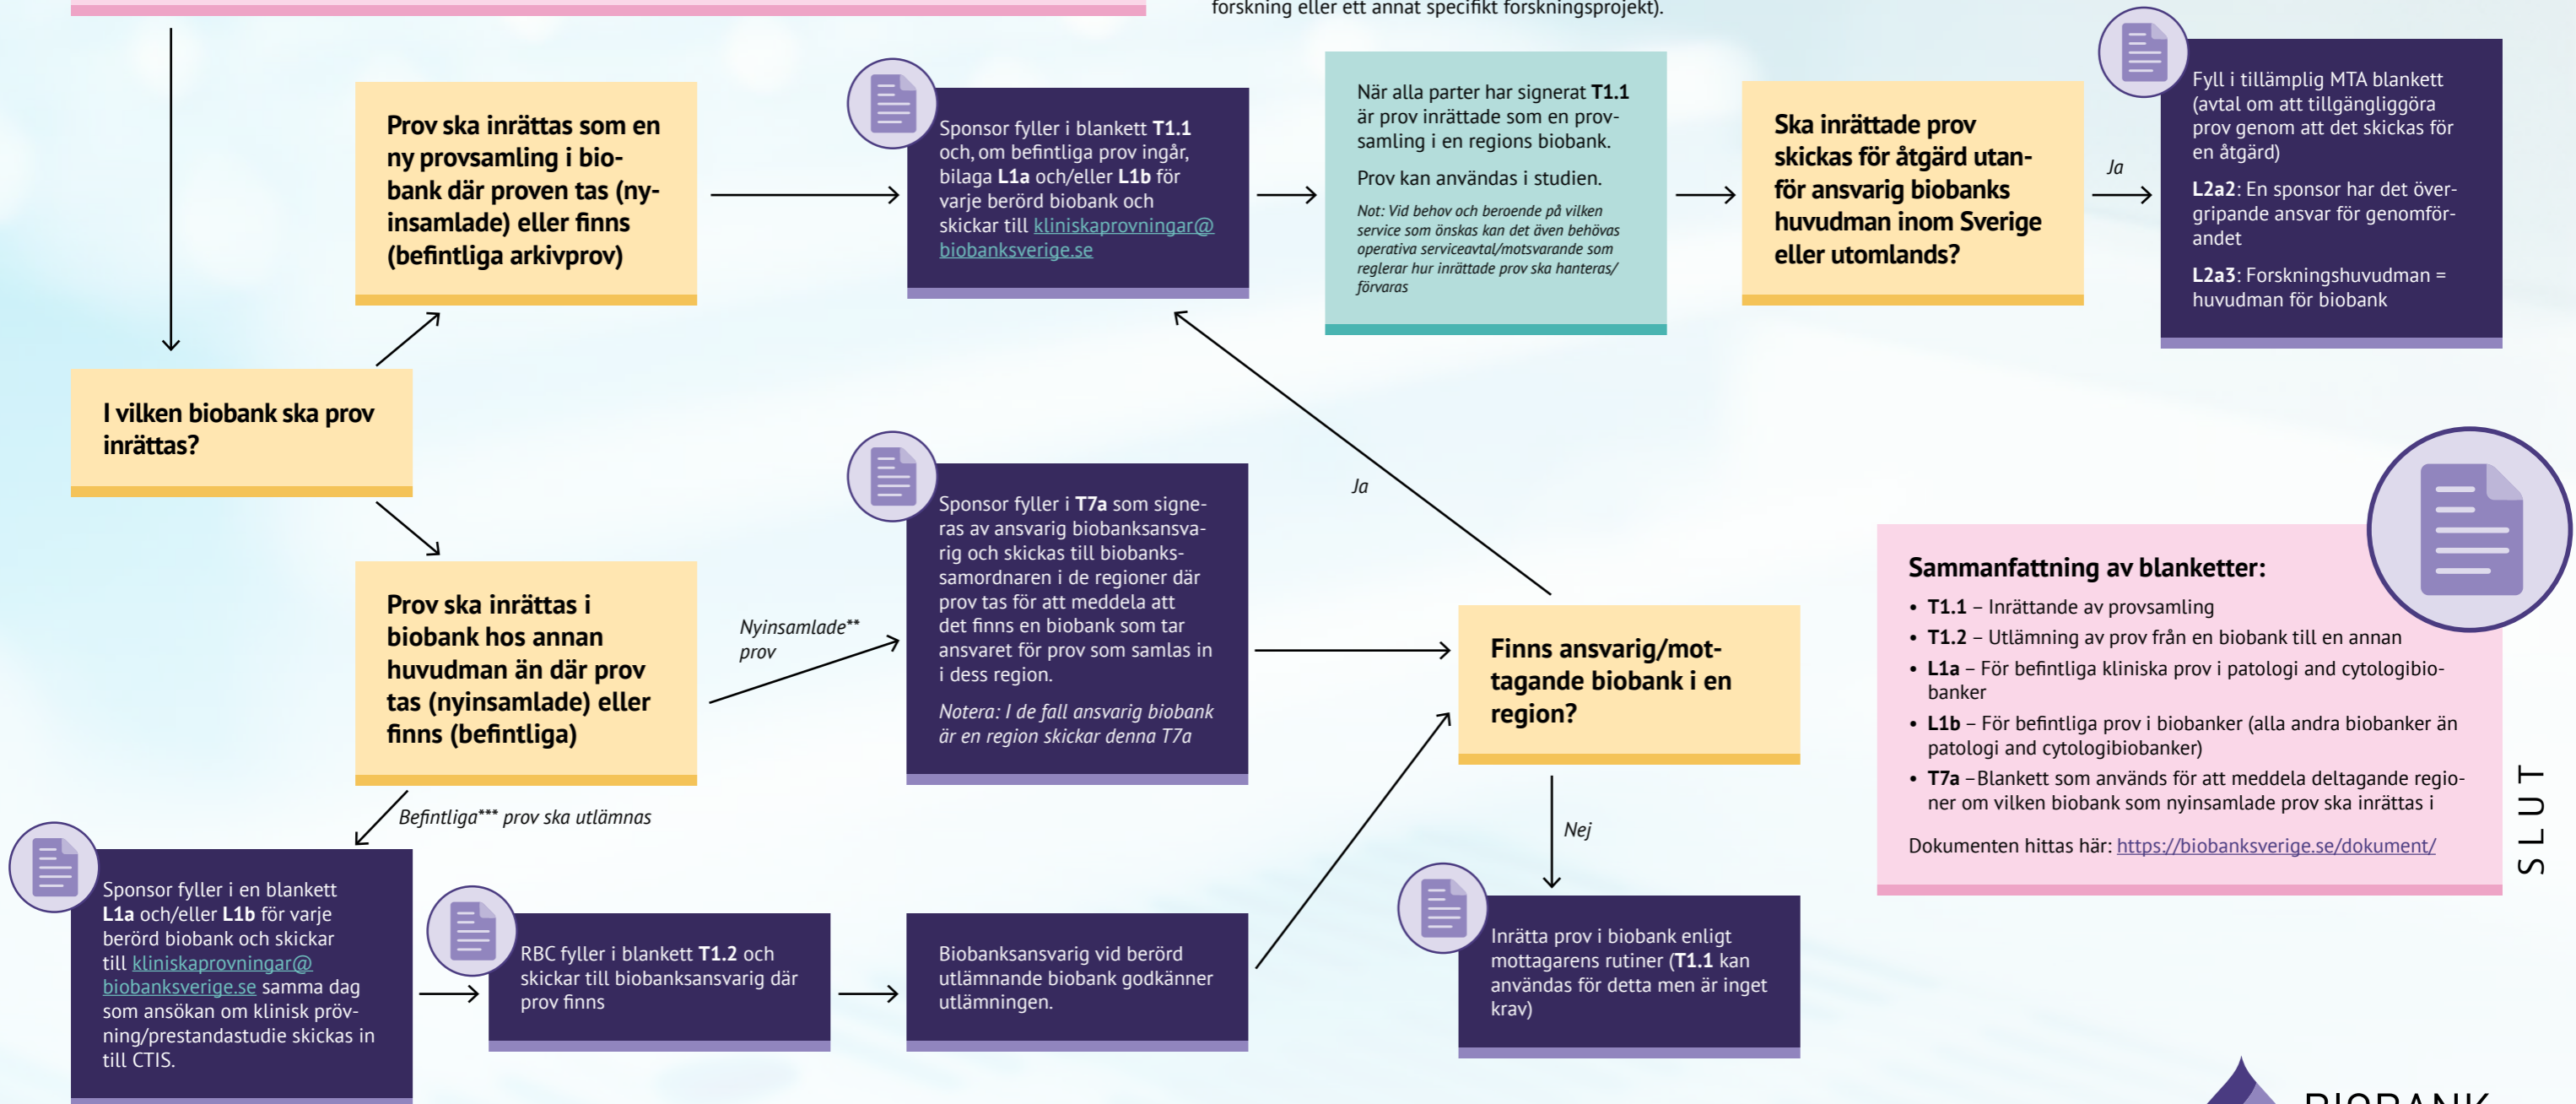 forskning eller ett annat specifikt forskningsprojekt).
Prov ska inrättas som en
ny provsamling i bio-
bank där proven tas (ny-
insamlade) eller finns
(befintliga arkivprov)
Sponsor fyller i blankett T1.1
och, om befintliga prov ingår,
bilaga L1a och/eller L1b för
varje berörd biobank och
skickar till kliniskaprovningar@
biobanksverige.se
När alla parter har signerat T1.1
är prov inrättade som en prov-
samling i en regions biobank.
Prov kan användas i studien.
Not: Vid behov och beroende på vilken
service som önskas kan det även behövas
operativa serviceavtal/motsvarande som
reglerar hur inrättade prov ska hanteras/
förvaras
Ska inrättade prov
skickas för åtgärd utan-
för ansvarig biobanks
huvudman inom Sverige
eller utomlands?
Ja
Fyll i tillämplig MTA blankett
(avtal om att tillgängliggöra
prov genom att det skickas för
en åtgärd)
L2a2: En sponsor har det över-
gripande ansvar för genomför-
andet
L2a3: Forskningshuvudman =
huvudman för biobank
I vilken biobank ska prov
inrättas?
Prov ska inrättas i
biobank hos annan
huvudman än där prov
tas (nyinsamlade) eller
finns (befintliga)
Nyinsamlade**
prov
Sponsor fyller i T7a som signe-
ras av ansvarig biobanksansva-
rig och skickas till biobanks-
samordnaren i de regioner där
prov tas för att meddela att
det finns en biobank som tar
ansvaret för prov som samlas in
i dess region.
Notera: I de fall ansvarig biobank
är en region skickar denna T7a
Ja
Finns ansvarig/mot-
tagande biobank i en
region?
Nej
Befintliga*** prov ska utlämnas
Sponsor fyller i en blankett
L1a och/eller L1b för varje
berörd biobank och skickar
till kliniskaprovningar@
biobanksverige.se samma dag
som ansökan om klinisk pröv-
ning/prestandastudie skickas in
till CTIS.
RBC fyller i blankett T1.2 och
skickar till biobanksansvarig där
prov finns
Biobanksansvarig vid berörd
utlämnande biobank godkänner
utlämningen.
Inrätta prov i biobank enligt
mottagarens rutiner (T1.1 kan
användas för detta men är inget
krav)
Sammanfattning av blanketter:
• T1.1 – Inrättande av provsamling
• T1.2 – Utlämning av prov från en biobank till en annan
• L1a – För befintliga kliniska prov i patologi and cytologibio-
banker
• L1b – För befintliga prov i biobanker (alla andra biobanker än
patologi and cytologibiobanker)
• T7a –Blankett som används för att meddela deltagande regio-
ner om vilken biobank som nyinsamlade prov ska inrättas i
Dokumenten hittas här: https://biobanksverige.se/dokument/
SLUT
BIOBANK